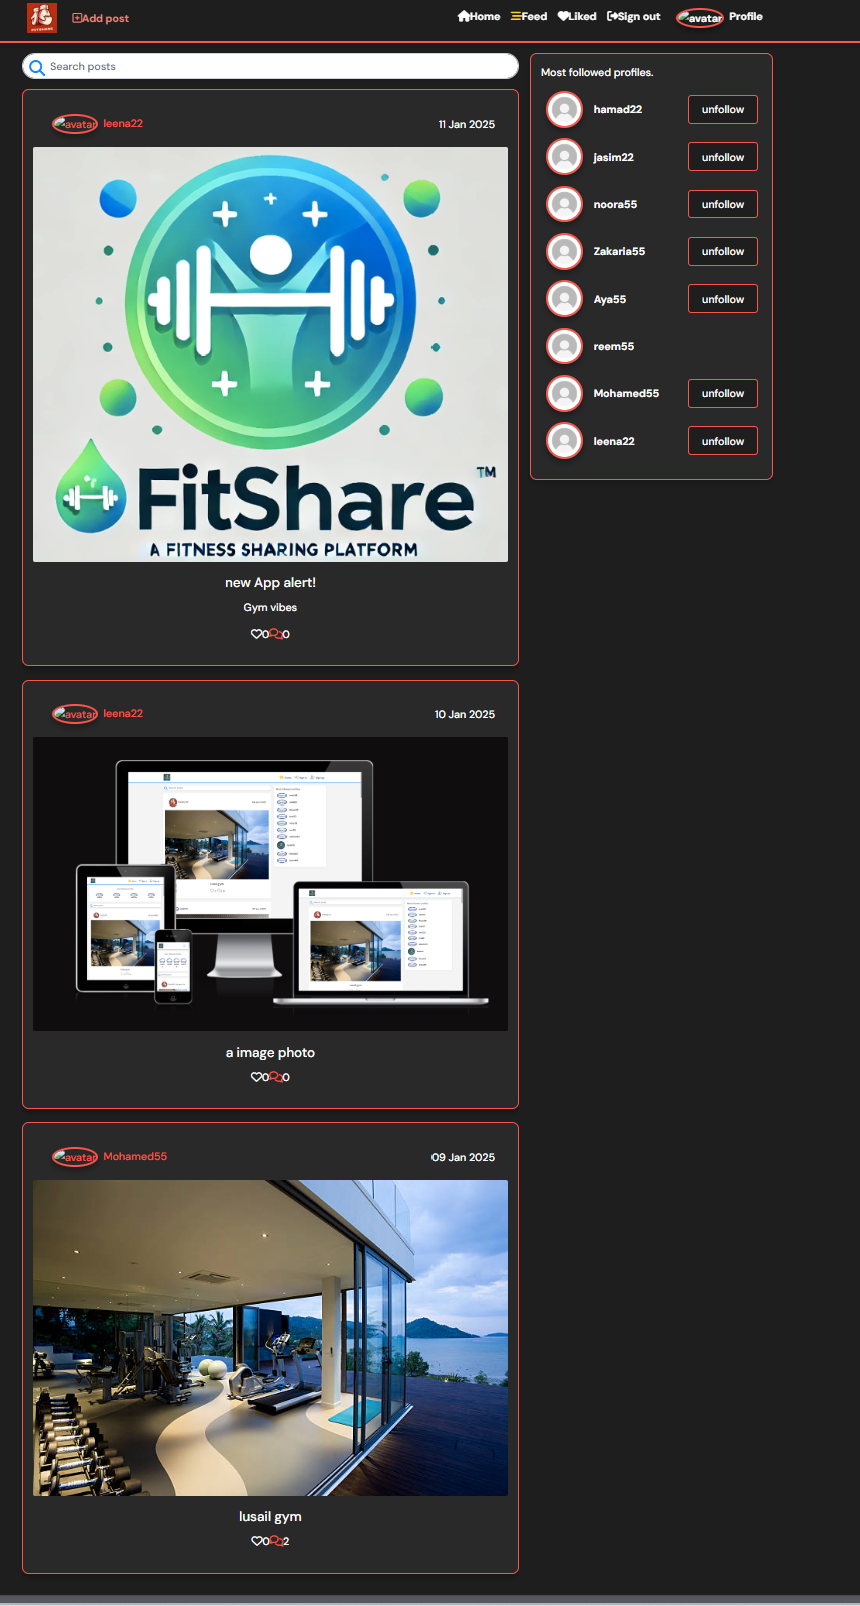 Add post
Home Feed Liked Sign out avatar Profile
Search posts
avatar leena22 11 Jan 2025
FitShare™
A FITNESS SHARING PLATFORM
new App alert!
Gym vibes
0 0
avatar leena22 10 Jan 2025
a image photo
0 0
avatar Mohamed55 09 Jan 2025
lusail gym
0 2
Most followed profiles.
hamad22 unfollow
jasim22 unfollow
noora55 unfollow
Zakaria55 unfollow
Aya55 unfollow
reem55
Mohamed55 unfollow
leena22 unfollow